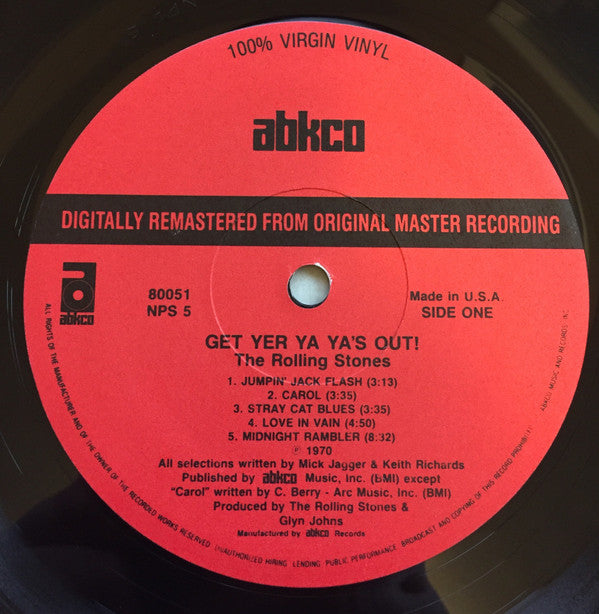 100% VIRGIN VINYL
abkco
DIGITALLY REMASTERED FROM ORIGINAL MASTER RECORDING
abkco
80051
NPS 5
Made in U.S.A.
SIDE ONE
GET YER YA YA'S OUT!
The Rolling Stones
1. JUMPIN' JACK FLASH (3:13)
2. CAROL (3:35)
3. STRAY CAT BLUES (3:35)
4. LOVE IN VAIN (4:50)
5. MIDNIGHT RAMBLER (8:32)
℗ 1970
All selections written by Mick Jagger & Keith Richards
Published by abkco Music, Inc. (bMI) except
"Carol" written by C. Berry - Arc Music, Inc. (BMI)
Produced by The Rolling Stones &
Glyn Johns
Manufactured by abkco Records
ALL RIGHTS OF THE MANUFACTURER AND OF THE OWNER OF THE RECORDED WORKS RESERVED UNAUTHORIZED HIRING LENDING PUBLIC PERFORMANCE BROADCAST AND COPYING OF THIS RECORD PROHIBITED
ABKCO MUSIC AND RECORDS INC.